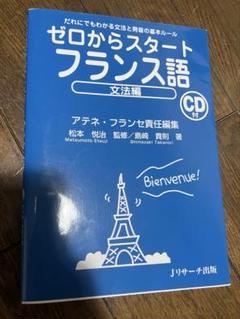 だれにでもわかる文法と発音の基本ルール
ゼロからスタート
フランス語
文法編
CD付
アテネ・フランセ責任編集
松本 悦治 監修/島崎 貴則 著
Matsumoto Etsuzi Shimazaki Takanori
Bienvenue!
Jリサーチ出版